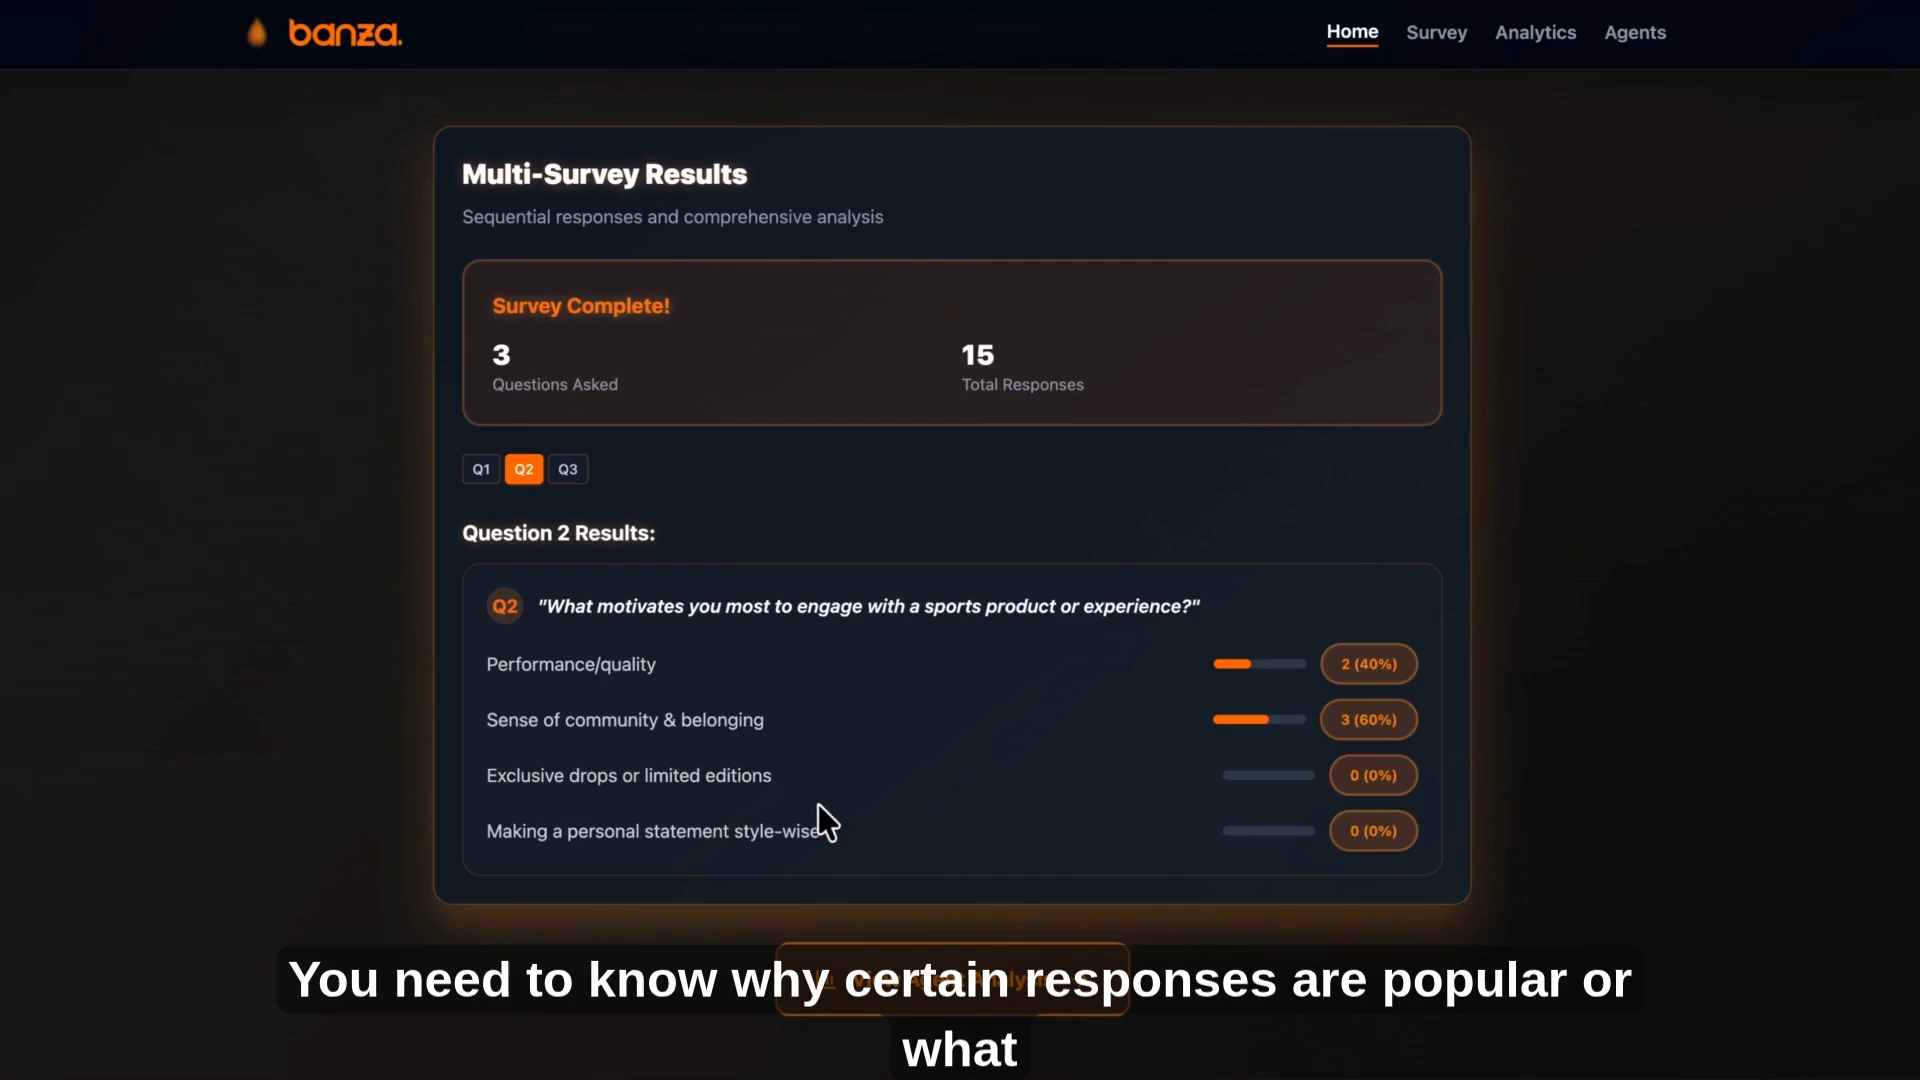 banza.
Home Survey Analytics Agents
Multi-Survey Results
Sequential responses and comprehensive analysis
Survey Complete!
3 15
Questions Asked Total Responses
Q1 Q2 Q3
Question 2 Results:
Q2 "What motivates you most to engage with a sports product or experience?"
Performance/quality 2 (40%)
Sense of community & belonging 3 (60%)
Exclusive drops or limited editions 0 (0%)
Making a personal statement style-wise 0 (0%)
You need to know why certain responses are popular or
what